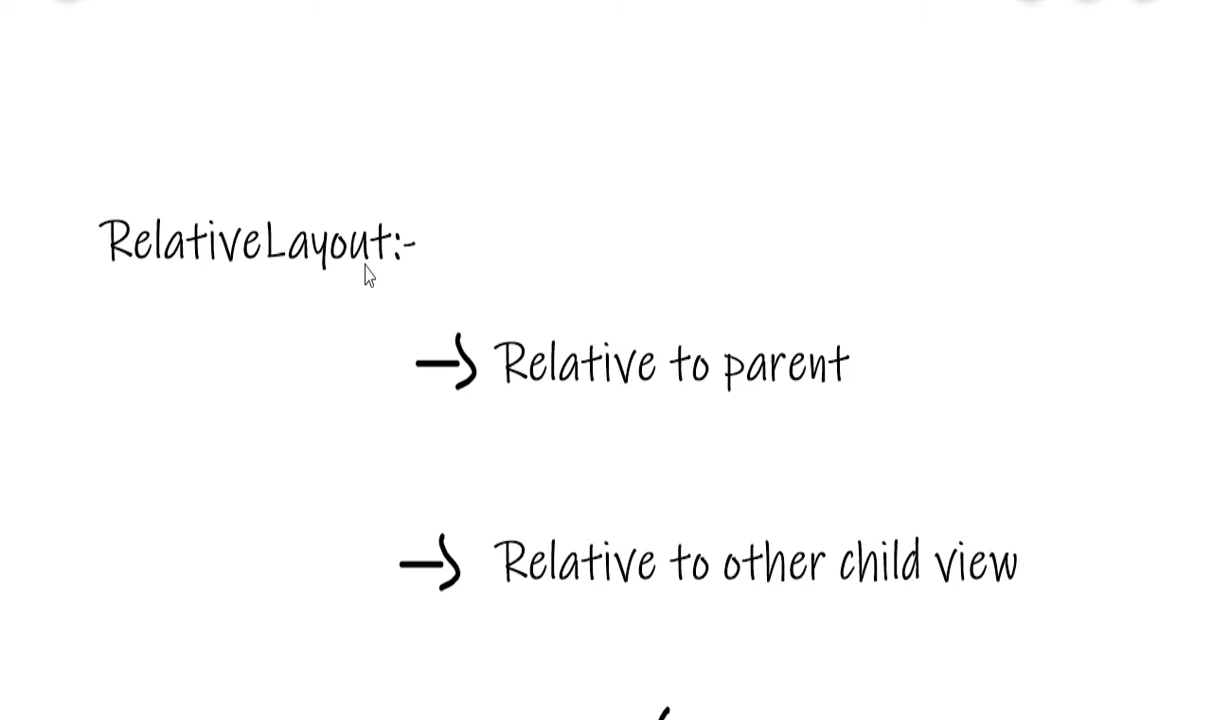 RelativeLayout:-
→ Relative to parent
→ Relative to other child view